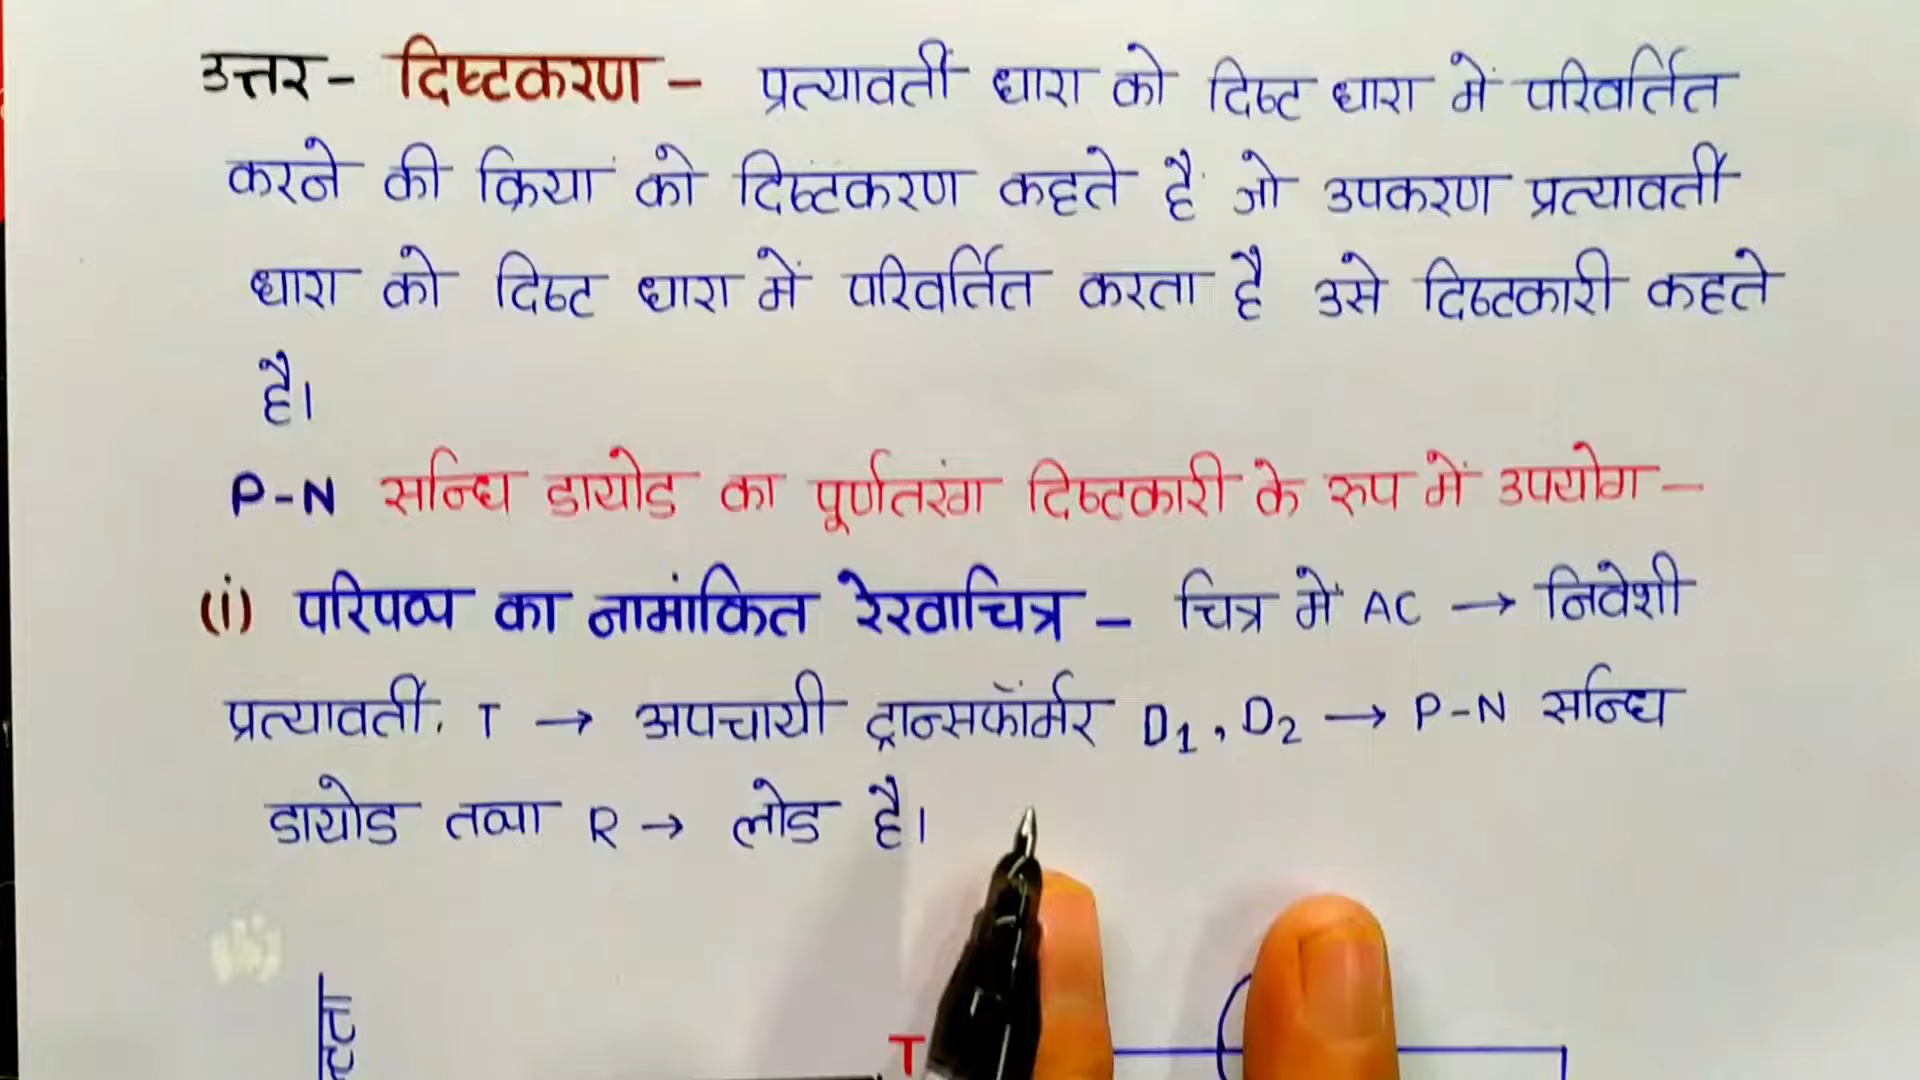 उत्तर - दिष्टकरण - प्रत्यावर्ती धारा को दिष्ट धारा में परिवर्तित
करने की क्रिया को दिष्टकरण कहते है जो उपकरण प्रत्यावर्ती
धारा को दिष्ट धारा में परिवर्तित करता है उसे दिष्टकारी कहते
है।
P-N सन्धि डायोड का पूर्णतरंग दिष्टकारी के रुप में उपयोग -
(i) परिपथ का नामांकित रेखाचित्र - चित्र में AC → निवेशी
प्रत्यावर्ती, T → अपचायी ट्रान्सफॉर्मर D1, D2 → P-N सन्धि
डायोड तथा R → लोड है।
T